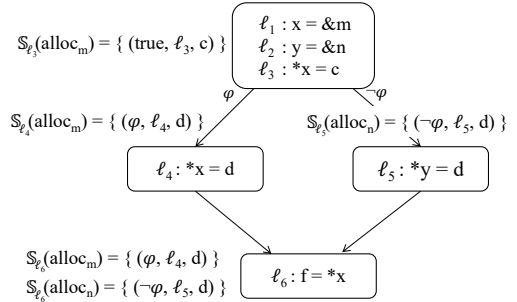 ℓ₁ : x = &m
𝕊ℓ₃(allocₘ) = { (true, ℓ₃, c) }
ℓ₂ : y = &n
ℓ₃ : *x = c
φ
¬φ
𝕊ℓ₄(allocₘ) = { (φ, ℓ₄, d) }
𝕊ℓ₅(allocₙ) = { (¬φ, ℓ₅, d) }
ℓ₄ : *x = d
ℓ₅ : *y = d
𝕊ℓ₆(allocₘ) = { (φ, ℓ₄, d) }
𝕊ℓ₆(allocₙ) = { (¬φ, ℓ₅, d) }
ℓ₆ : f = *x